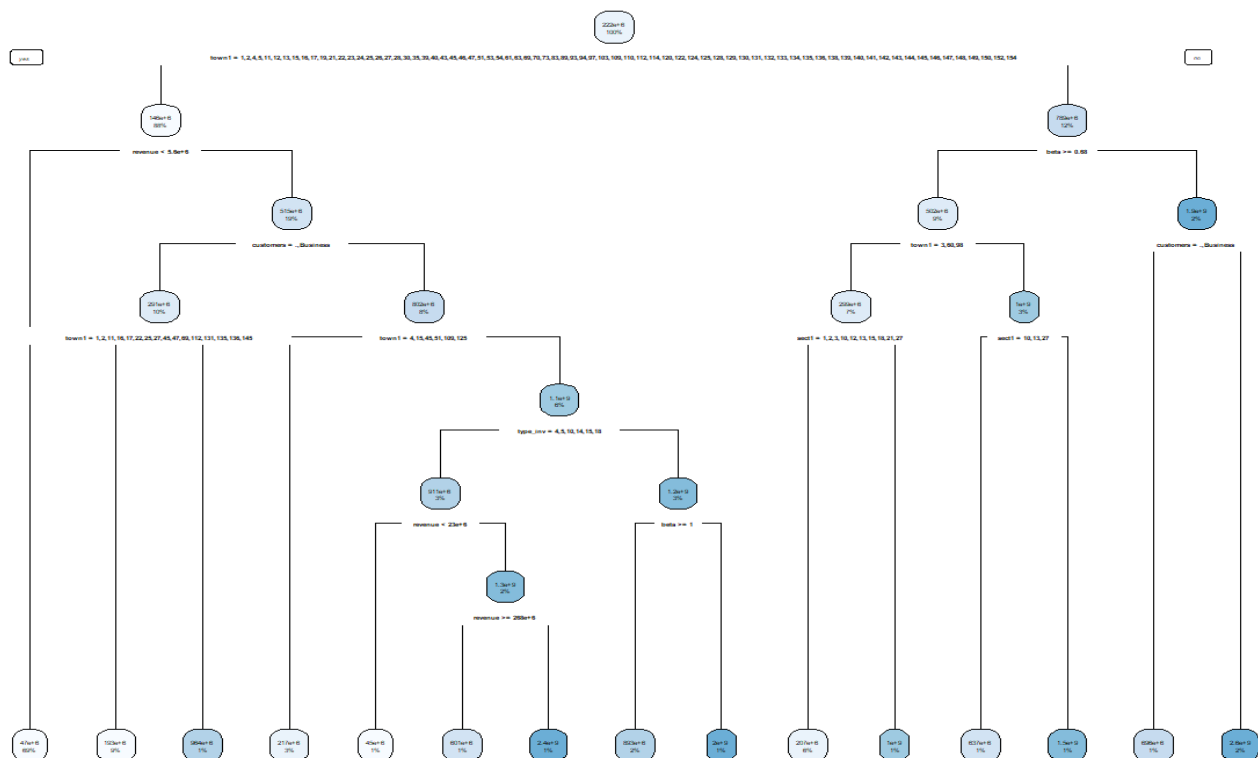 222e+6
100%
yes
town1 = 1,2,4,5,11,12,13,15,16,17,19,21,22,23,24,25,26,27,28,30,35,39,40,43,45,46,47,51,53,54,61,63,69,70,73,83,89,93,94,97,103,109,110,112,114,120,122,124,125,128,129,130,131,132,133,134,135,136,138,139,140,141,142,143,144,145,146,147,148,149,150,152,154
no
146e+6
88%
789e+6
12%
revenue < 5.8e+6
beta >= 0.68
515e+6
19%
502e+6
9%
1.9e+9
2%
customers = .,Business
town1 = 3,60,98
customers = .,Business
291e+6
10%
802e+6
8%
299e+6
7%
1e+9
3%
town1 = 1,2,11,16,17,22,25,27,45,47,69,112,131,135,136,145
town1 = 4,15,45,51,109,125
sect1 = 1,2,3,10,12,13,15,18,21,27
sect1 = 10,13,27
1.1e+9
6%
type_inv = 4,5,10,14,15,18
911e+6
3%
1.2e+9
3%
revenue < 23e+6
beta >= 1
1.3e+9
2%
revenue >= 268e+6
47e+6
69%
193e+6
9%
964e+6
1%
217e+6
3%
45e+6
1%
601e+6
1%
2.4e+9
1%
893e+6
2%
2e+9
1%
207e+6
6%
1e+9
1%
637e+6
1%
1.5e+9
1%
698e+6
1%
2.6e+9
2%